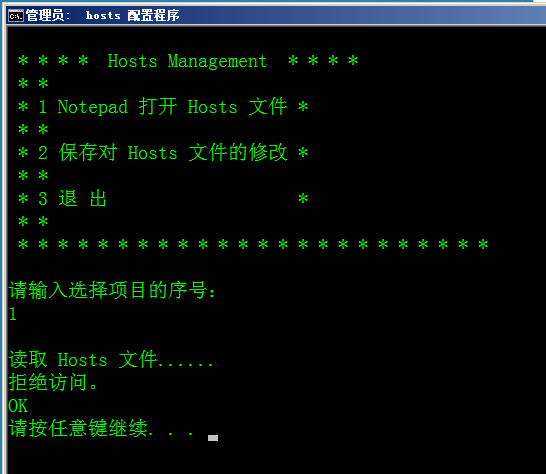 管理员: hosts 配置程序
* * * * Hosts Management * * * *
* *
* 1 Notepad 打开 Hosts 文件 *
* *
* 2 保存对 Hosts 文件的修改 *
* *
* 3 退 出 *
* *
* * * * * * * * * * * * * * * * * * * * * * * *
请输入选择项目的序号:
1
读取 Hosts 文件......
拒绝访问。
OK
请按任意键继续. . .